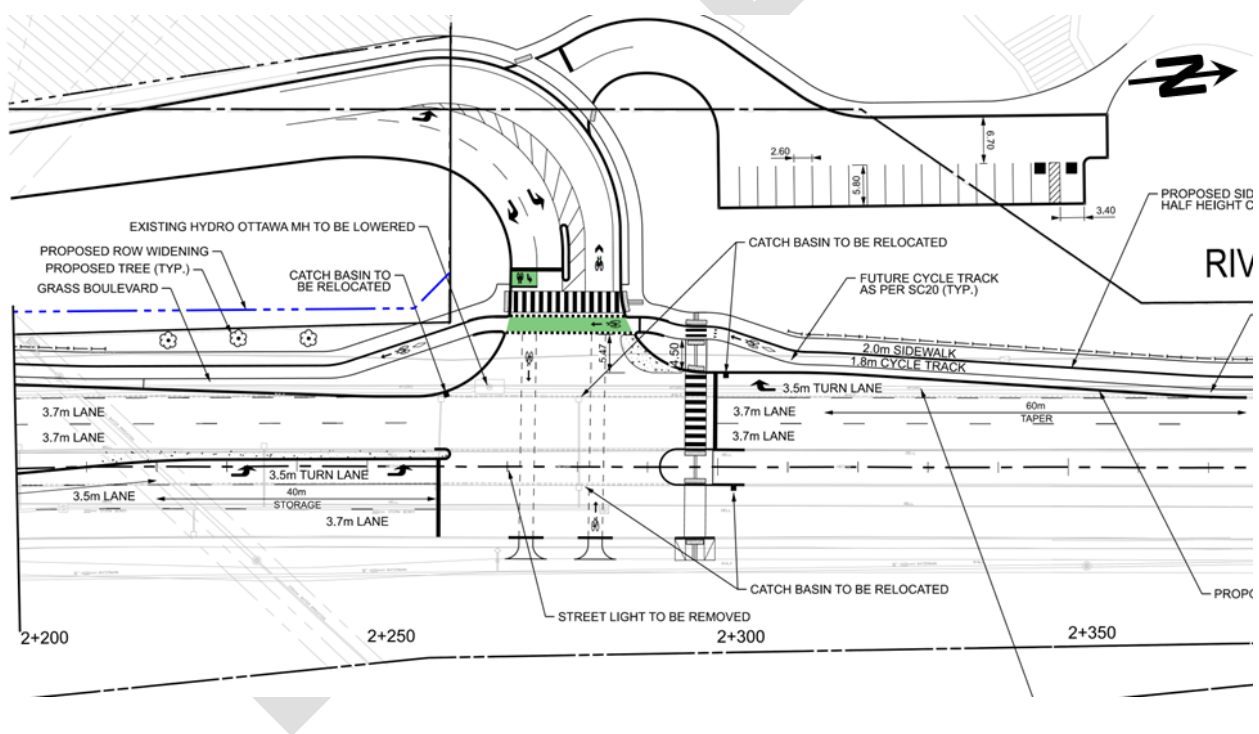 N
6.70
2.60
5.80
3.40
PROPOSED SID
HALF HEIGHT C
EXISTING HYDRO OTTAWA MH TO BE LOWERED
PROPOSED ROW WIDENING
PROPOSED TREE (TYP.)
GRASS BOULEVARD
CATCH BASIN TO
BE RELOCATED
CATCH BASIN TO BE RELOCATED
RIV
FUTURE CYCLE TRACK
AS PER SC20 (TYP.)
5.47
4.50
2.0m SIDEWALK
1.8m CYCLE TRACK
3.5m TURN LANE
3.7m LANE
3.7m LANE
3.7m LANE
3.7m LANE
60m
TAPER
3.5m TURN LANE
3.5m LANE
40m
STORAGE
3.7m LANE
CATCH BASIN TO BE RELOCATED
PROPO
STREET LIGHT TO BE REMOVED
2+200
2+250
2+300
2+350